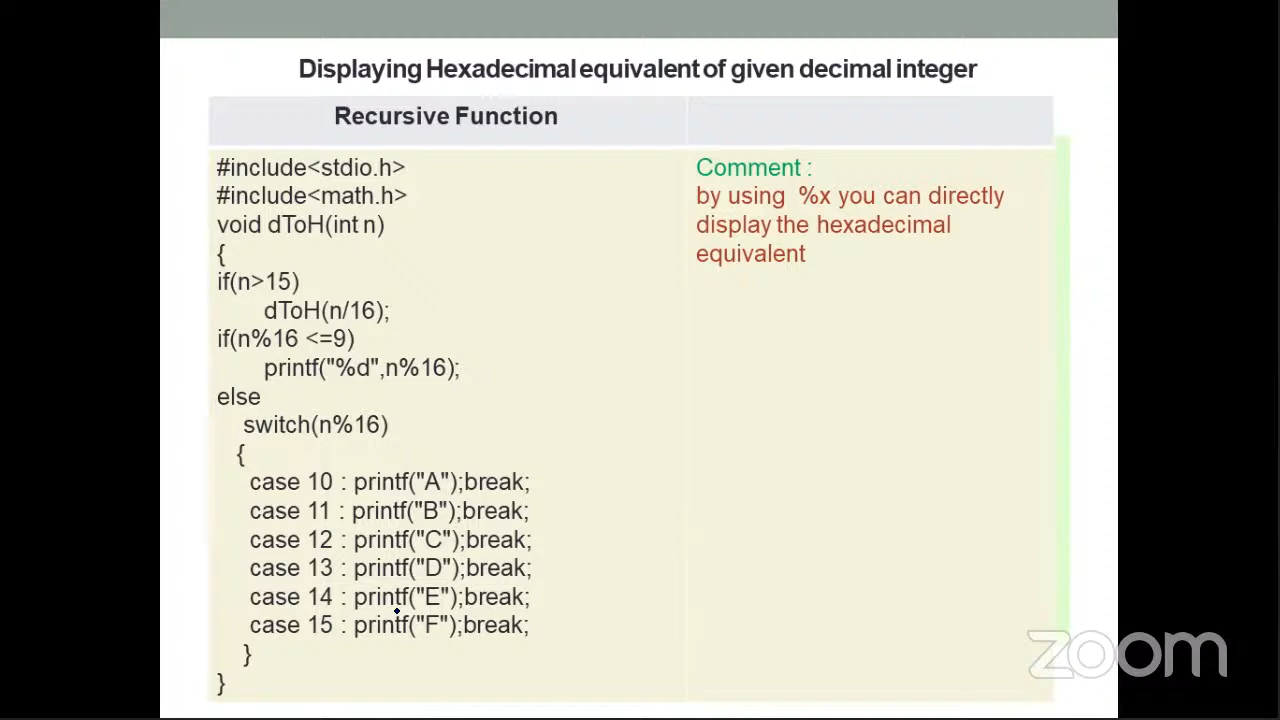 Displaying Hexadecimal equivalent of given decimal integer
Recursive Function
#include<stdio.h>
#include<math.h>
void dToH(int n)
{
if(n>15)
dToH(n/16);
if(n%16 <=9)
printf("%d",n%16);
else
switch(n%16)
{
case 10 : printf("A");break;
case 11 : printf("B");break;
case 12 : printf("C");break;
case 13 : printf("D");break;
case 14 : printf("E");break;
case 15 : printf("F");break;
}
}
Comment :
by using %x you can directly
display the hexadecimal
equivalent
zoom